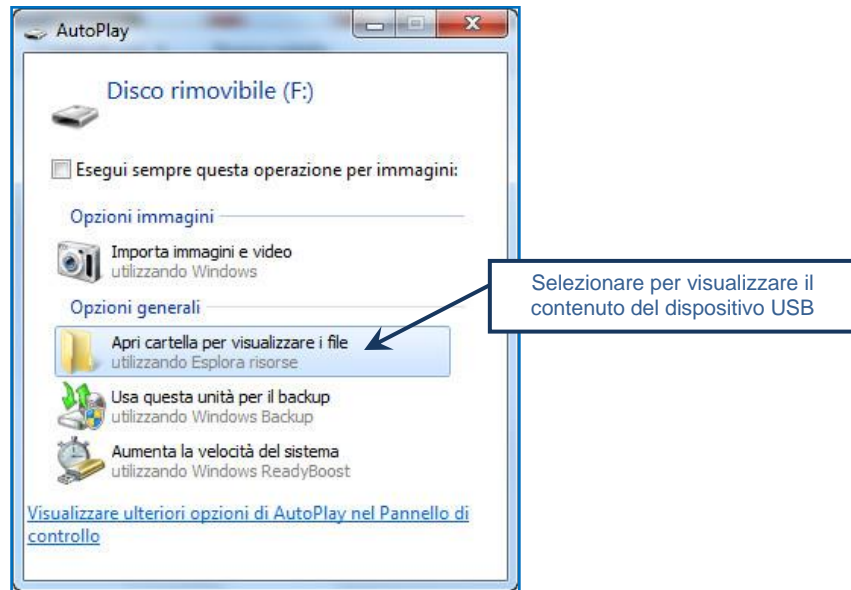 AutoPlay
Disco rimovibile (F:)
Esegui sempre questa operazione per immagini:
Opzioni immagini
Importa immagini e video
utilizzando Windows
Selezionare per visualizzare il
contenuto del dispositivo USB
Opzioni generali
Apri cartella per visualizzare i file
utilizzando Esplora risorse
Usa questa unità per il backup
utilizzando Windows Backup
Aumenta la velocità del sistema
utilizzando Windows ReadyBoost
Visualizzare ulteriori opzioni di AutoPlay nel Pannello di
controllo